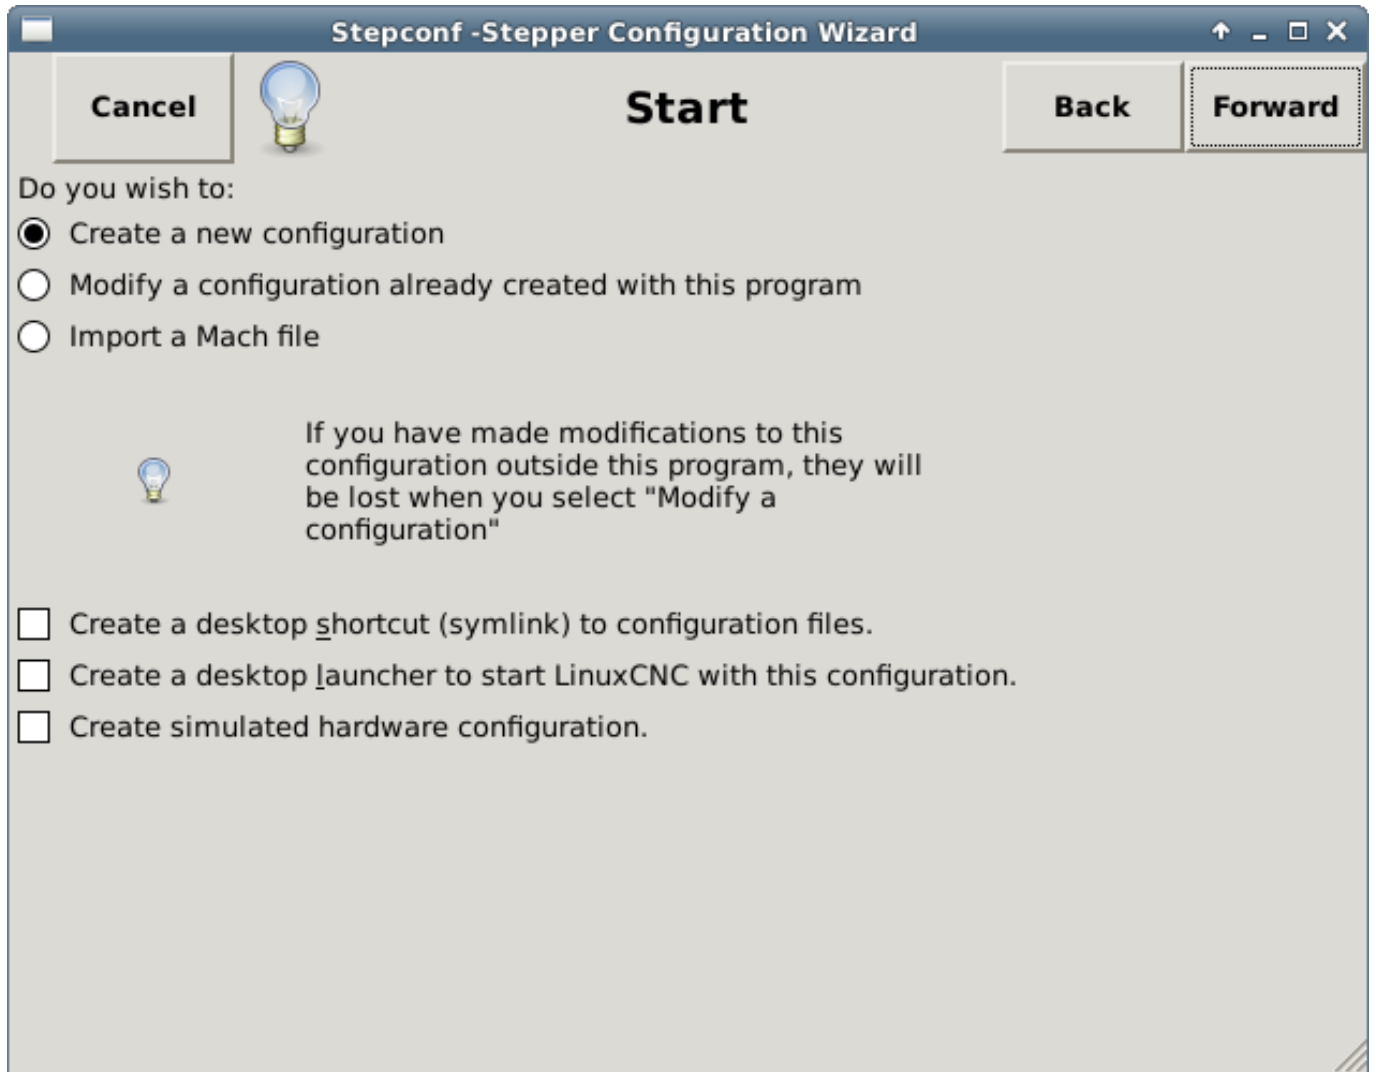 Stepconf -Stepper Configuration Wizard
Cancel
Start
Back
Forward
Do you wish to:
Create a new configuration
Modify a configuration already created with this program
Import a Mach file
If you have made modifications to this
configuration outside this program, they will
be lost when you select "Modify a
configuration"
Create a desktop shortcut (symlink) to configuration files.
Create a desktop launcher to start LinuxCNC with this configuration.
Create simulated hardware configuration.